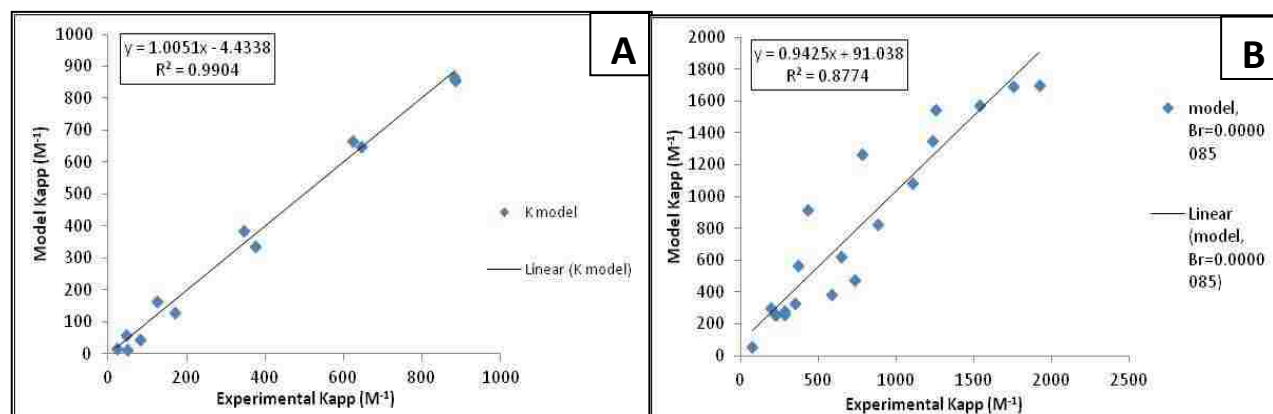 A
y = 1.0051x - 4.4338
R² = 0.9904
1000
900
800
700
600
500
400
300
200
100
0
0 200 400 600 800 1000
Model Kapp (M⁻¹)
Experimental Kapp (M⁻¹)
K model
Linear (K model)
B
y = 0.9425x + 91.038
R² = 0.8774
2000
1800
1600
1400
1200
1000
800
600
400
200
0
0 500 1000 1500 2000 2500
Model Kapp (M⁻¹)
Experimental Kapp (M⁻¹)
model,
Br=0.0000
085
Linear
(model,
Br=0.0000
085)